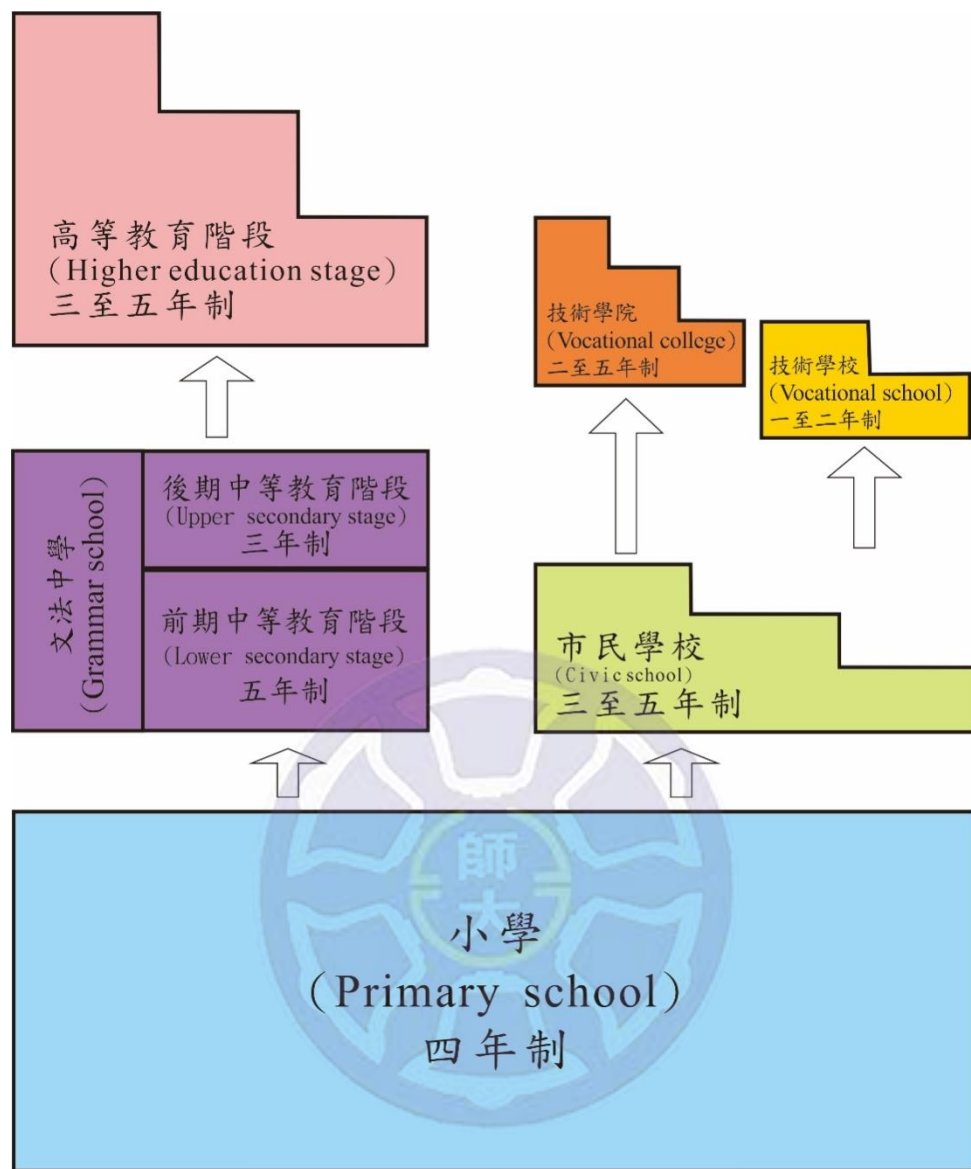 高等教育階段
(Higher education stage)
三至五年制
技術學院
(Vocational college)
二至五年制
技術學校
(Vocational school)
一至二年制
文法中學
(Grammar school)
後期中等教育階段
(Upper secondary stage)
三年制
前期中等教育階段
(Lower secondary stage)
五年制
市民學校
(Civic school)
三至五年制
師大
小學
(Primary school)
四年制